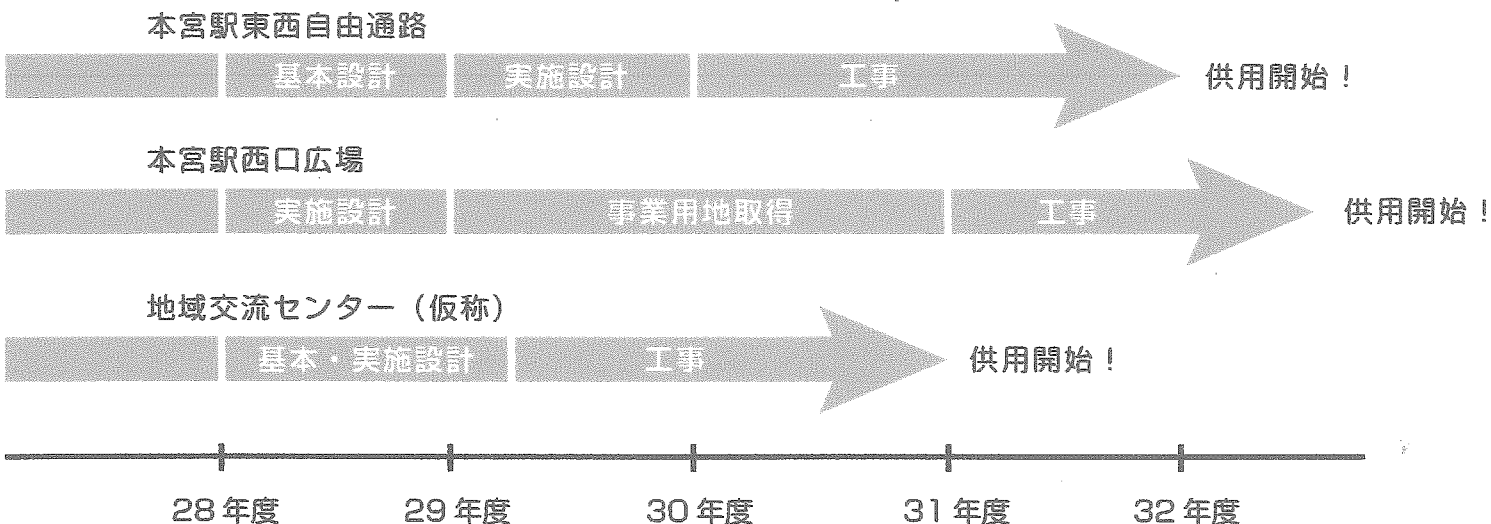 本宮駅東西自由通路
基本設計 実施設計 工事 供用開始！
本宮駅西口広場
実施設計 事業用地取得 工事 供用開始！
地域交流センター（仮称）
基本・実施設計 工事 供用開始！
28年度 29年度 30年度 31年度 32年度